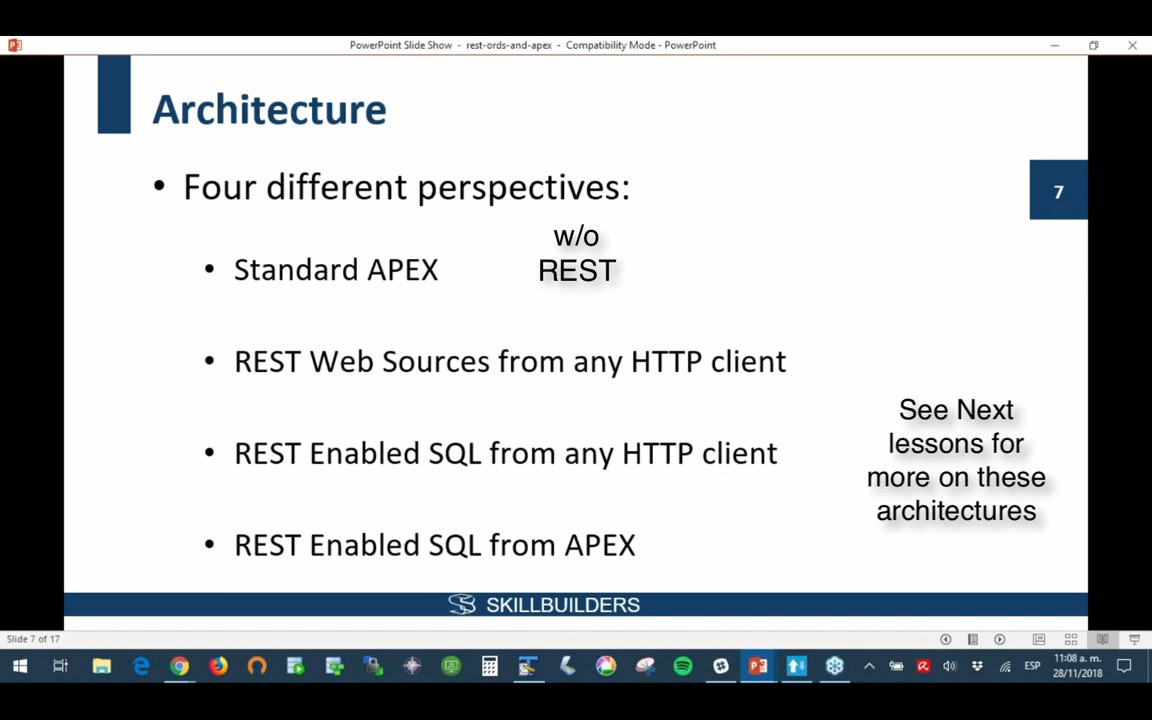 PowerPoint Slide Show - rest-ords-and-apex - Compatibility Mode - PowerPoint
Architecture
• Four different perspectives:
7
w/o
• Standard APEX REST
• REST Web Sources from any HTTP client
See Next
lessons for
• REST Enabled SQL from any HTTP client
more on these
architectures
• REST Enabled SQL from APEX
SKILLBUILDERS
Slide 7 of 17
ESP
11:08 a. m.
28/11/2018